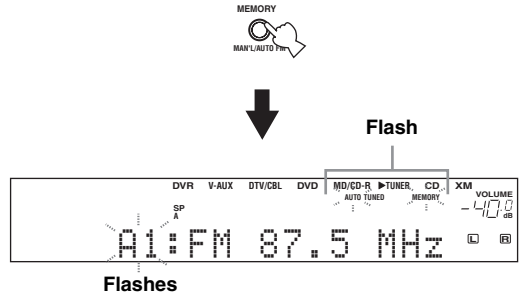 MEMORY
MAN'L/AUTO FM
Flash
DVR V-AUX DTV/CBL DVD MD/CD-R ▶TUNER CD XM
VOLUME
AUTO TUNED MEMORY
SP
A
-40.0
dB
A1:FM 87.5 MHz
L R
Flashes